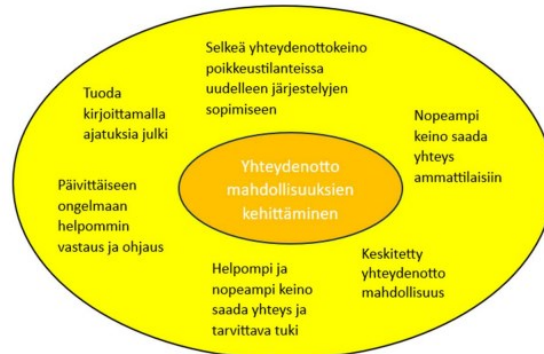 Selkeä yhteydenottokeino
poikkeustilanteissa
uudelleen järjestelyjen
sopimiseen
Tuoda
kirjoittamalla
ajatuksia julki
Nopeampi
keino saada
yhteys
ammattilaisiin
Yhteydenotto
mahdollisuuksien
kehittäminen
Päivittäiseen
ongelmaan
helpommin
vastaus ja ohjaus
Keskitetty
yhteydenotto
mahdollisuus
Helpompi ja
nopeampi keino
saada yhteys ja
tarvittava tuki